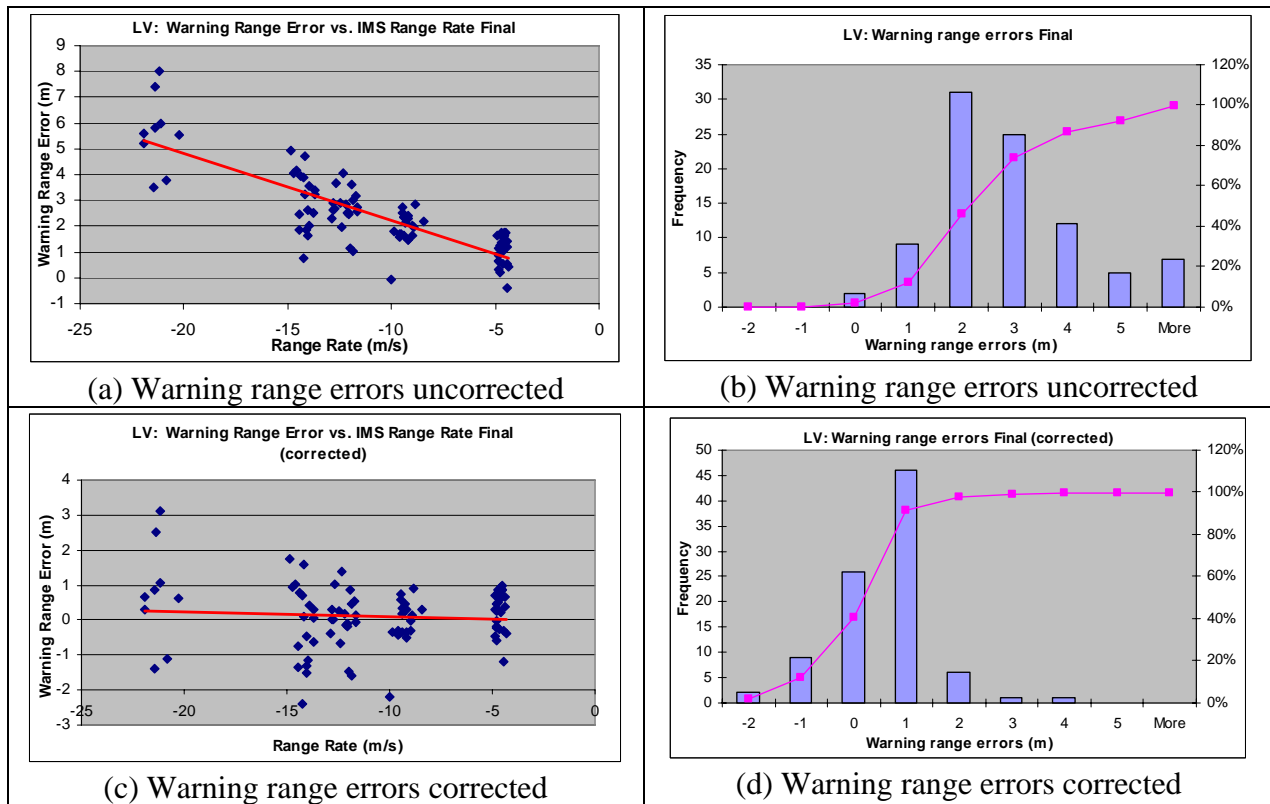 LV: Warning Range Error vs. IMS Range Rate Final
9
8
7
6
5
4
3
2
1
0
-1
-25 -20 -15 -10 -5 0
Warning Range Error (m)
Range Rate (m/s)
(a) Warning range errors uncorrected
LV: Warning range errors Final
35
30
25
20
15
10
5
0
120%
100%
80%
60%
40%
20%
0%
-2 -1 0 1 2 3 4 5 More
Frequency
Warning range errors (m)
(b) Warning range errors uncorrected
LV: Warning Range Error vs. IMS Range Rate Final
(corrected)
4
3
2
1
0
-1
-2
-3
-25 -20 -15 -10 -5 0
Warning Range Error (m)
Range Rate (m/s)
(c) Warning range errors corrected
LV: Warning range errors Final (corrected)
50
45
40
35
30
25
20
15
10
5
0
120%
100%
80%
60%
40%
20%
0%
-2 -1 0 1 2 3 4 5 More
Frequency
Warning range errors (m)
(d) Warning range errors corrected